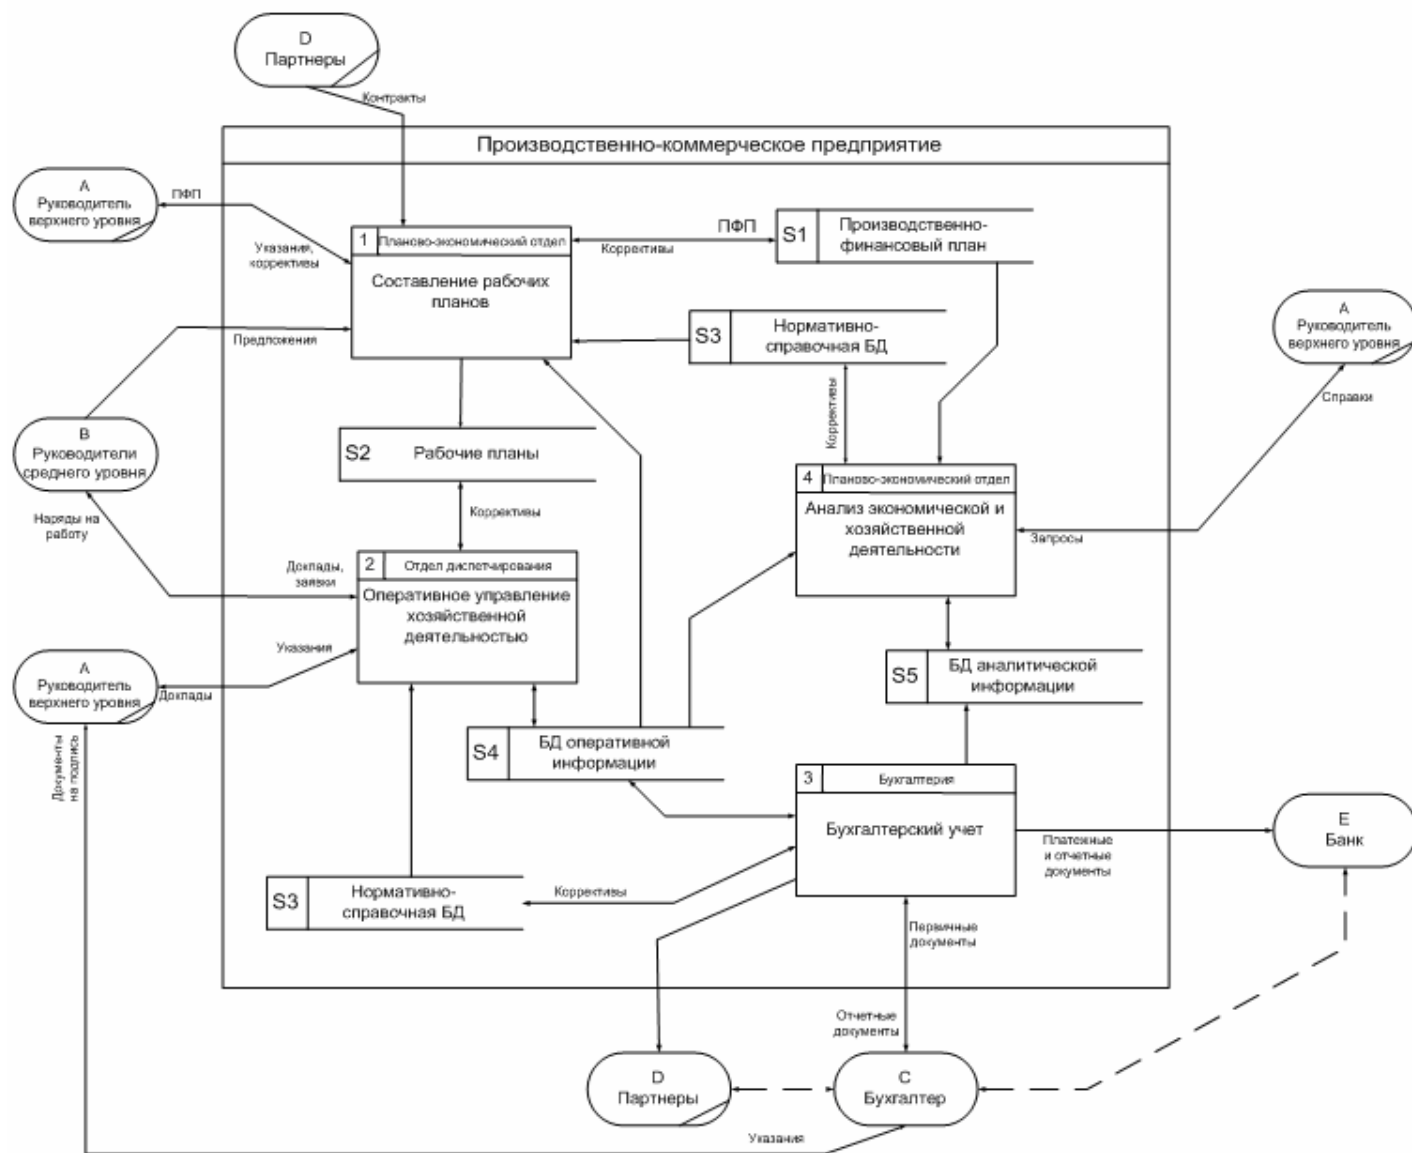 D
Партнеры
Контракты
Производственно-коммерческое предприятие
A
Руководитель
верхнего уровня
ПФП
Указания,
коррективы
1
Планово-экономический отдел
Составление рабочих
планов
ПФП
Коррективы
S1
Производственно-
финансовый план
S3
Нормативно-
справочная БД
A
Руководитель
верхнего уровня
Справки
Предложения
Коррективы
B
Руководители
среднего уровня
S2
Рабочие планы
4
Планово-экономический отдел
Анализ экономической и
хозяйственной
деятельности
Запросы
Наряды на
работу
Коррективы
Доклады,
заявки
2
Отдел диспетчирования
Оперативное управление
хозяйственной
деятельностью
Указания
A
Руководитель
верхнего уровня
Доклады
S5
БД аналитической
информации
Документы
на подпись
S4
БД оперативной
информации
3
Бухгалтерия
Бухгалтерский учет
E
Банк
Платежные
и отчетные
документы
S3
Нормативно-
справочная БД
Коррективы
Первичные
документы
Отчетные
документы
D
Партнеры
C
Бухгалтер
Указания